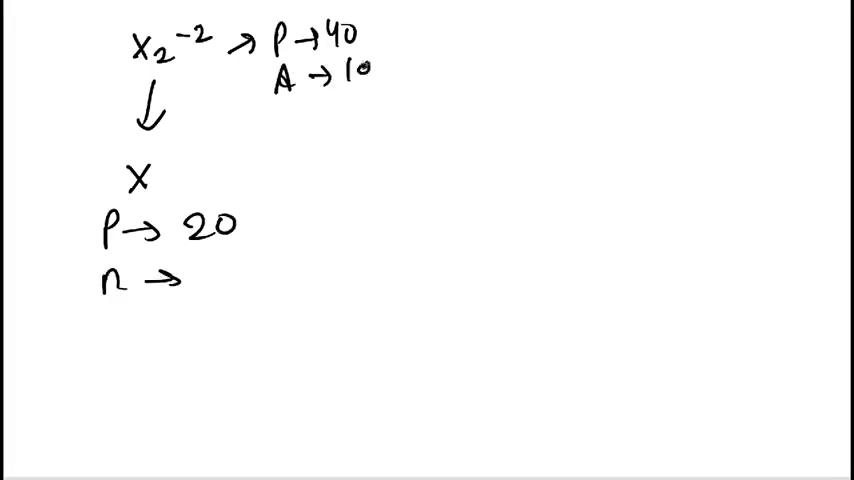 X₂⁻² → P → 40
A → 10
↓
X
P → 20
n →